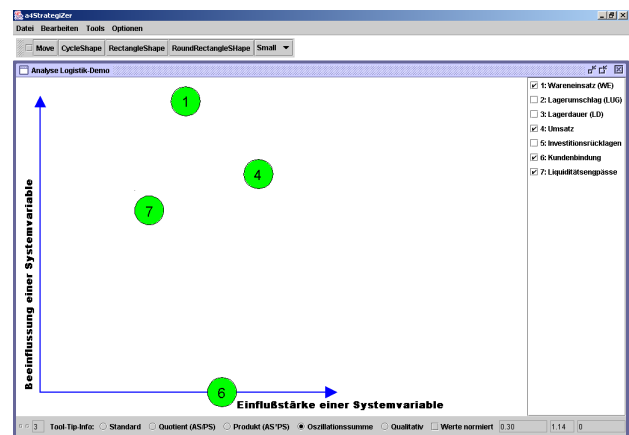 a4StrategiZer
Datei Bearbeiten Tools Optionen
Move CycleShape RectangleShape RoundRectangleSHape Small
Analyse Logistik-Demo
1: Wareneinsatz (WE)
2: Lagerumschlag (LUG)
3: Lagerdauer (LD)
4: Umsatz
5: Investitionsrücklagen
6: Kundenbindung
7: Liquiditätsengpässe
1
4
7
6
Beeinflussung einer Systemvariable
Einflußstärke einer Systemvariable
3 Tool-Tip-Info: Standard Quotient (AS/PS) Produkt (AS*PS) Oszillationssumme Qualitativ Werte normiert 0.30 1.14 0